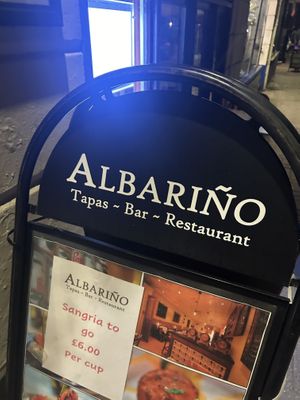 ALBARIÑO
Tapas ~ Bar ~ Restaurant
ALBARIÑO
Tapas ~ Bar ~ Restaurant
Sangria to
go
£6.00
Per cup